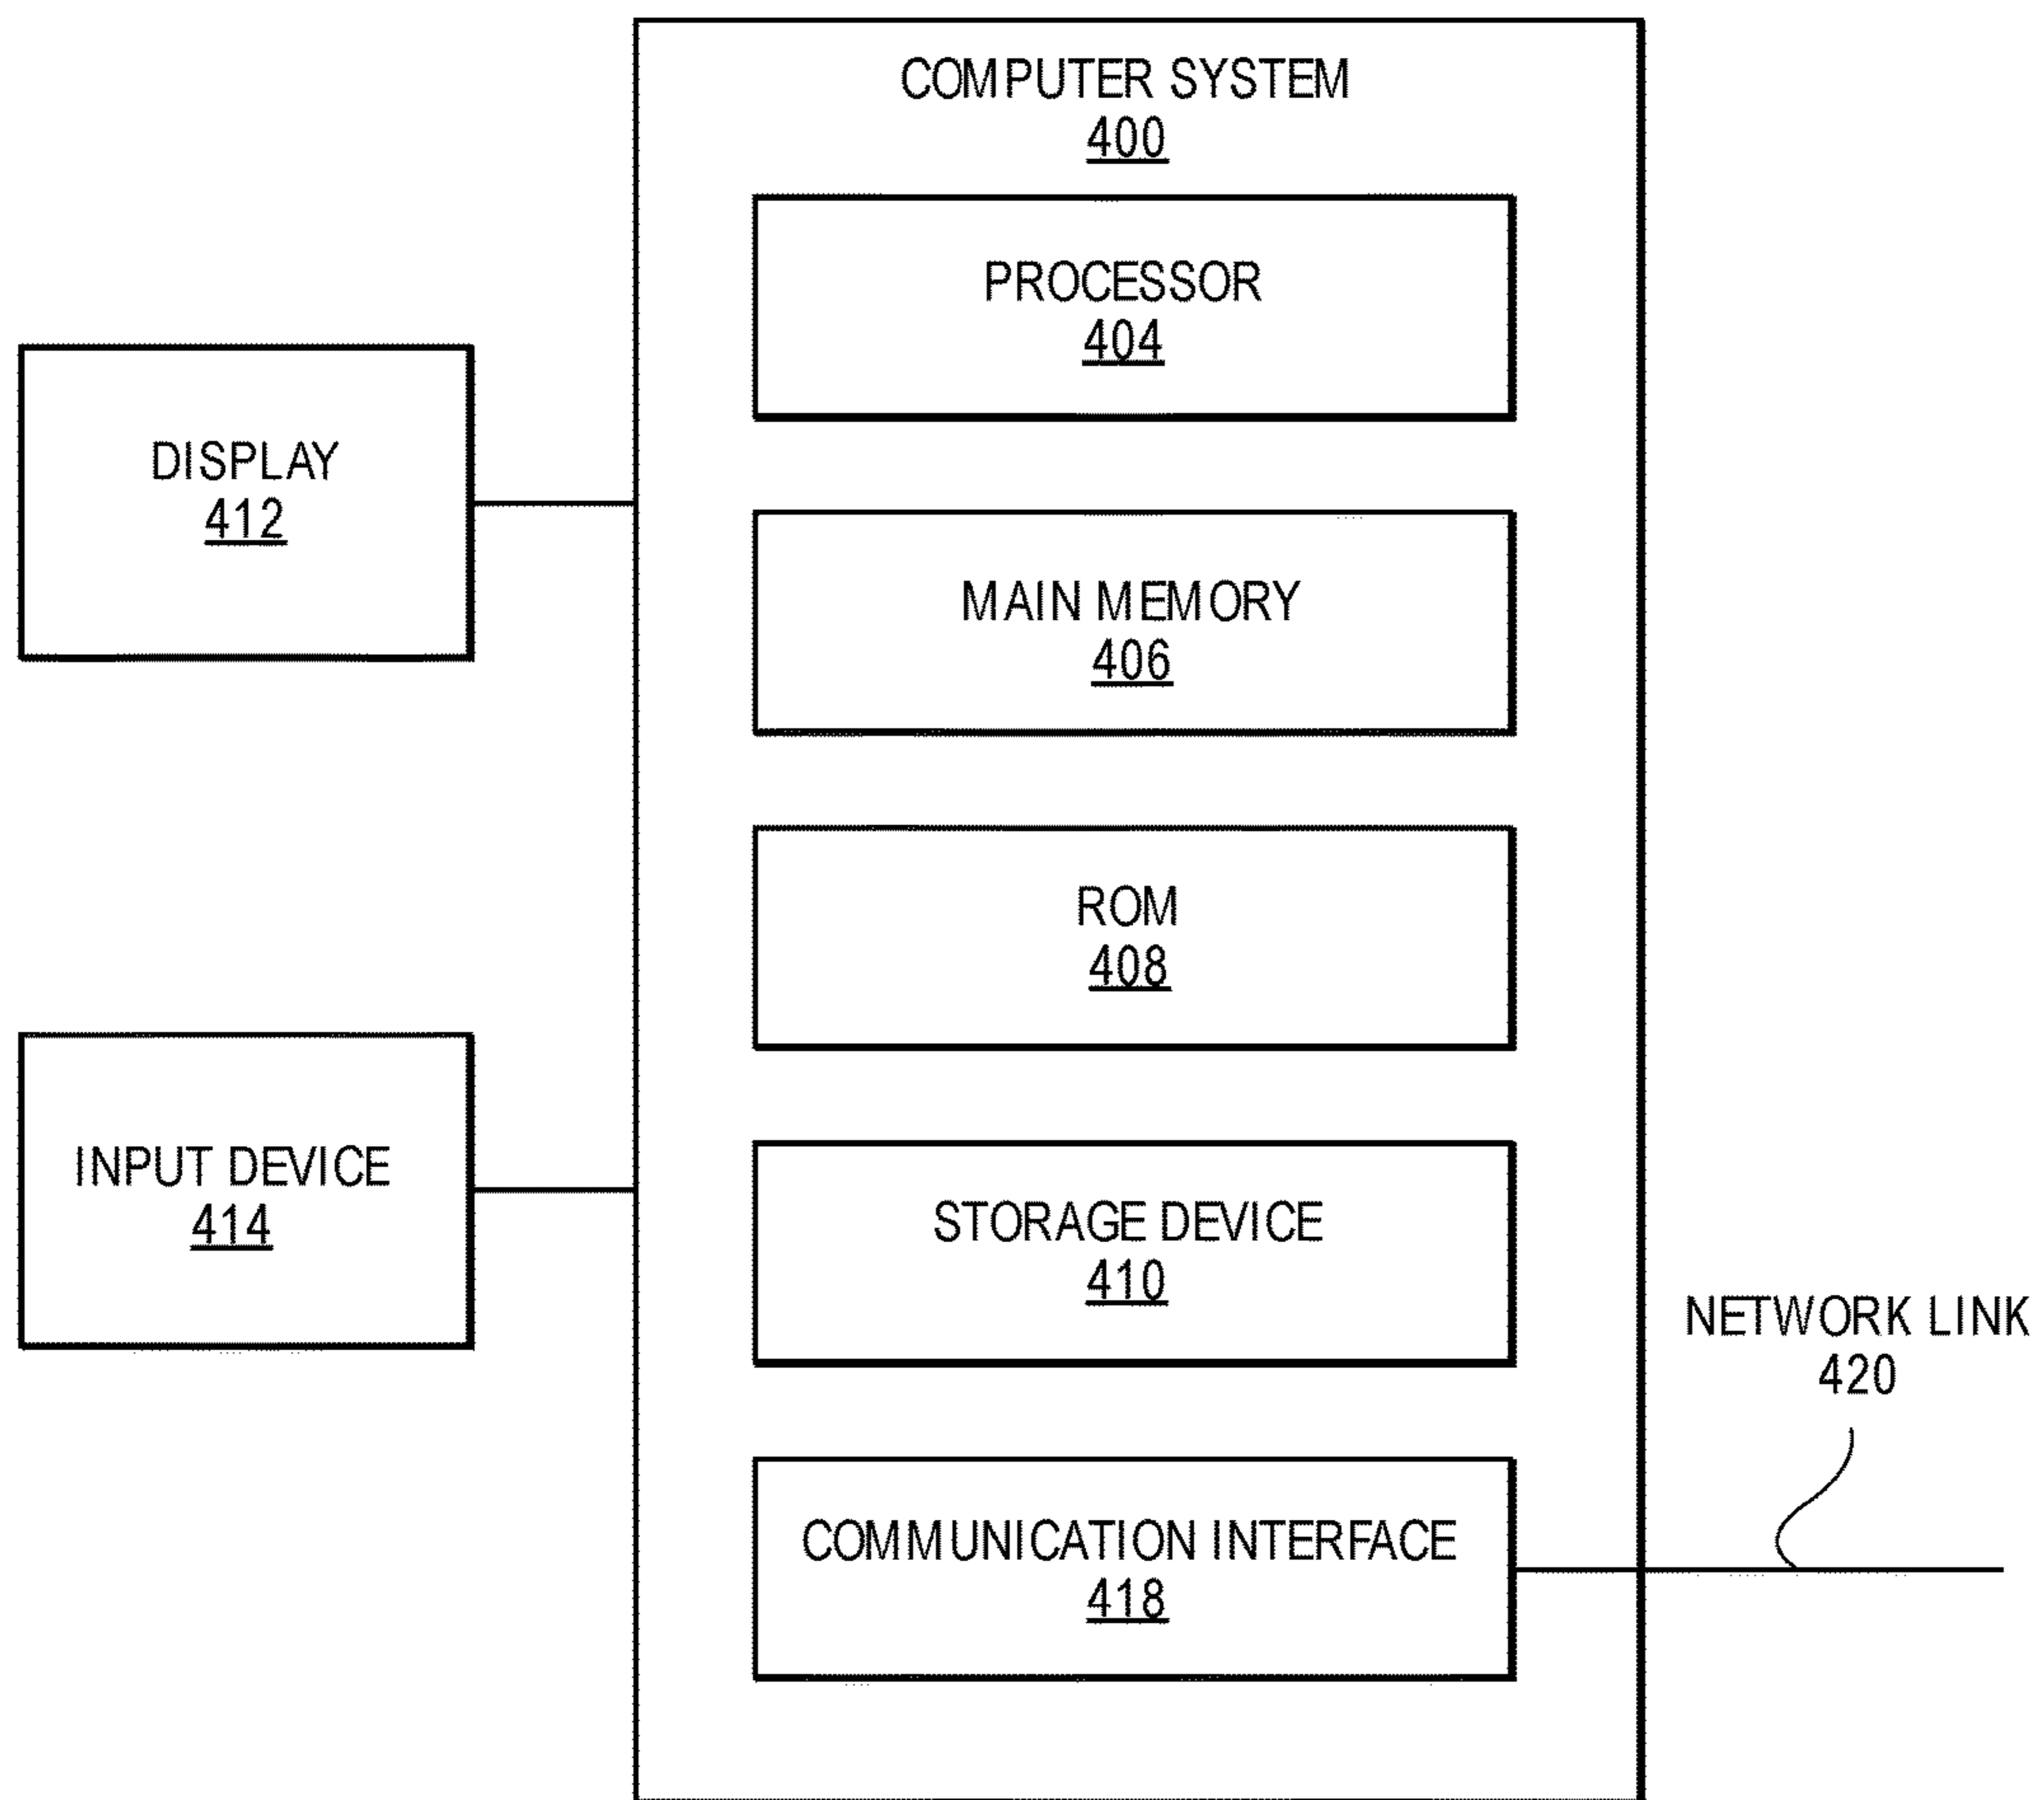 COMPUTER SYSTEM
400
PROCESSOR
404
DISPLAY
412
MAIN MEMORY
406
ROM
408
INPUT DEVICE
414
STORAGE DEVICE
410
NETWORK LINK
420
COMMUNICATION INTERFACE
418